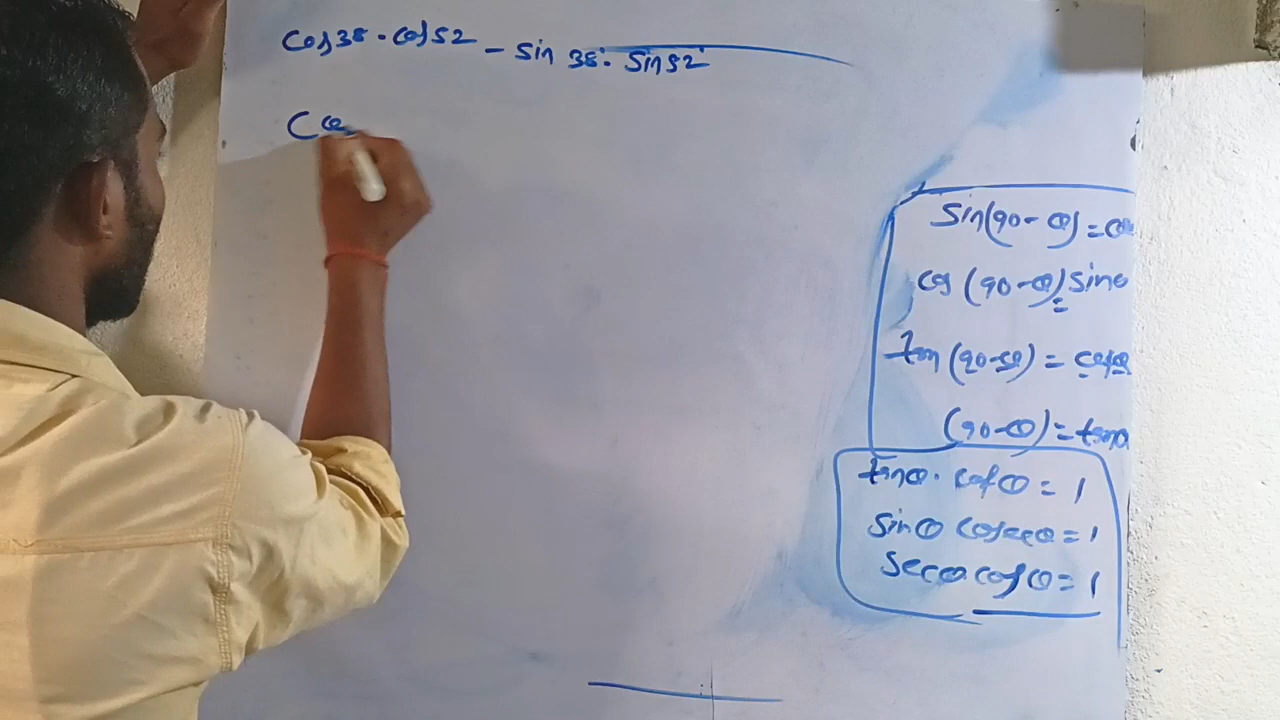 cos38 · cos52 - sin 38 · sin52
Co
sin(90-θ)=co
cos (90-θ) sinθ
tan (90-θ) = cotθ
(90-θ)=tanθ
tanθ · cotθ = 1
sinθ cosecθ = 1
secθ.cosθ = 1